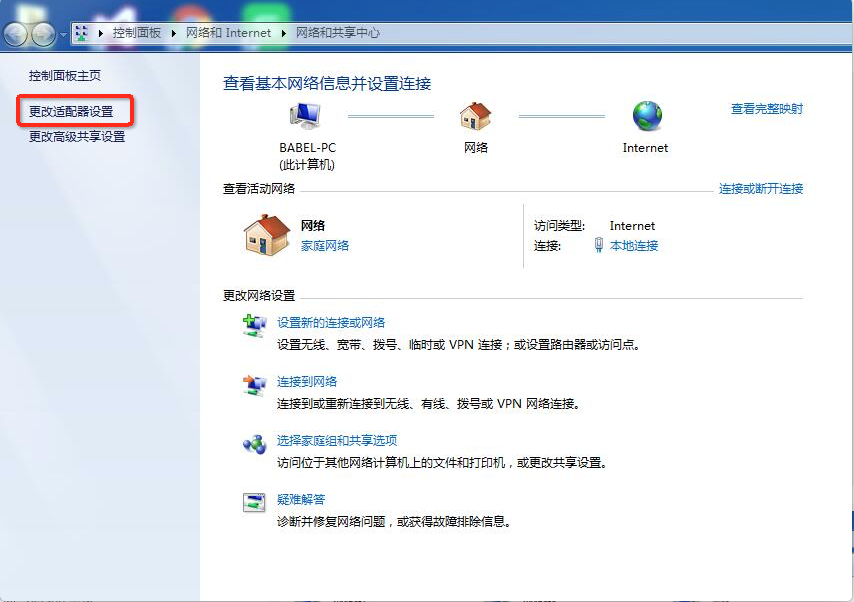 控制面板 ▸ 网络和 Internet ▸ 网络和共享中心
控制面板主页
更改适配器设置
更改高级共享设置
查看基本网络信息并设置连接
查看完整映射
BABEL-PC
(此计算机)
网络
Internet
查看活动网络
连接或断开连接
网络
家庭网络
访问类型: Internet
连接: 本地连接
更改网络设置
设置新的连接或网络
设置无线、宽带、拨号、临时或 VPN 连接；或设置路由器或访问点。
连接到网络
连接到或重新连接到无线、有线、拨号或 VPN 网络连接。
选择家庭组和共享选项
访问位于其他网络计算机上的文件和打印机，或更改共享设置。
疑难解答
诊断并修复网络问题，或获得故障排除信息。